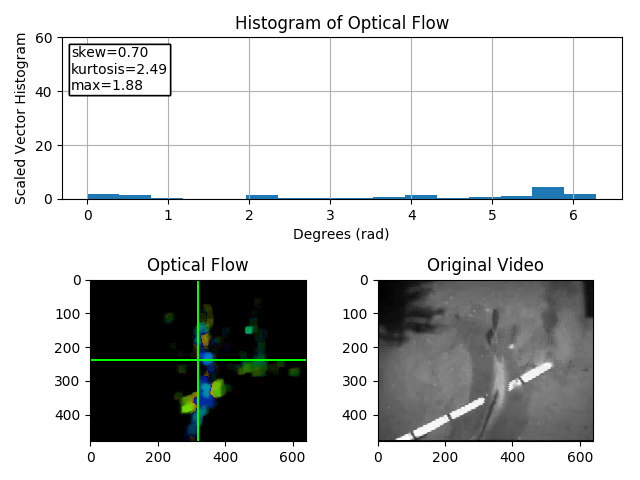 Histogram of Optical Flow
Scaled Vector Histogram
60
40
20
0
skew=0.70
kurtosis=2.49
max=1.88
0 1 2 3 4 5 6
Degrees (rad)
Optical Flow
0
100
200
300
400
0 200 400 600
Original Video
0
100
200
300
400
0 200 400 600